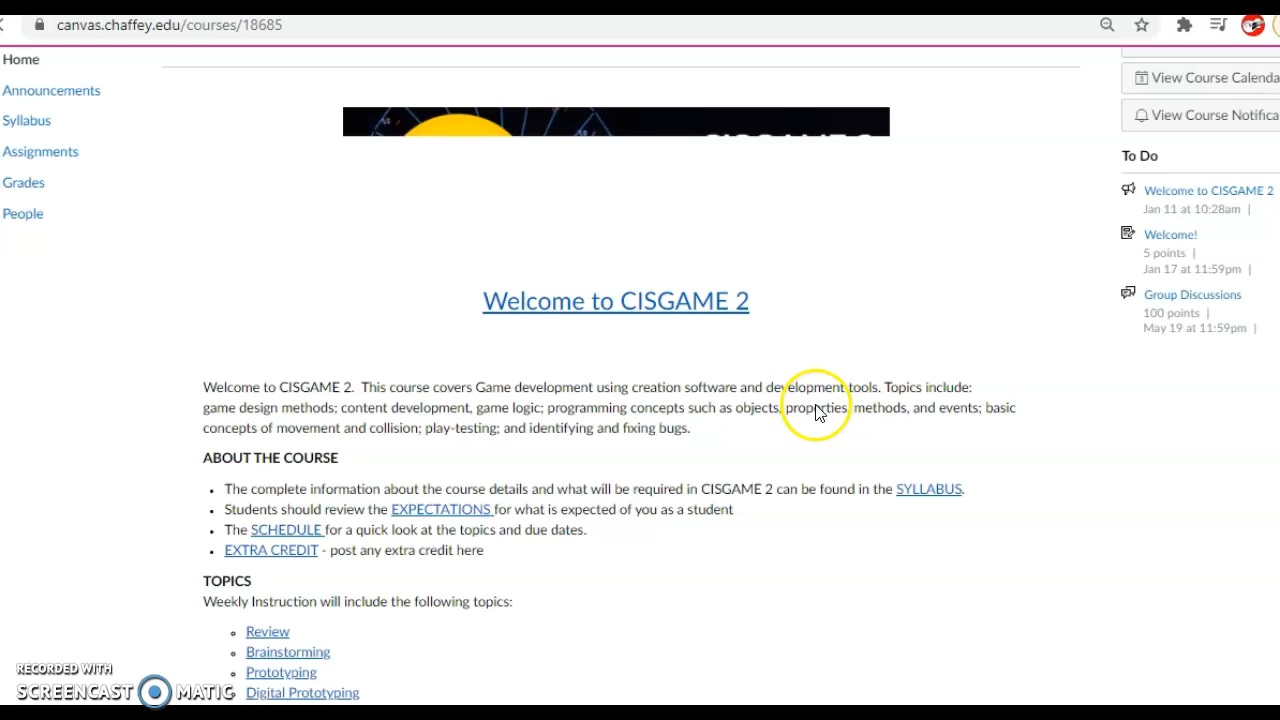 canvas.chaffey.edu/courses/18685
Home
Announcements
Syllabus
Assignments
Grades
People
View Course Calenda
View Course Notifica
To Do
Welcome to CISGAME 2
Jan 11 at 10:28am |
Welcome!
5 points |
Jan 17 at 11:59pm |
Group Discussions
100 points |
May 19 at 11:59pm |
Welcome to CISGAME 2
Welcome to CISGAME 2. This course covers Game development using creation software and development tools. Topics include:
game design methods; content development, game logic; programming concepts such as objects, properties, methods, and events; basic
concepts of movement and collision; play-testing; and identifying and fixing bugs.
ABOUT THE COURSE
• The complete information about the course details and what will be required in CISGAME 2 can be found in the SYLLABUS.
• Students should review the EXPECTATIONS for what is expected of you as a student
• The SCHEDULE for a quick look at the topics and due dates.
• EXTRA CREDIT - post any extra credit here
TOPICS
Weekly Instruction will include the following topics:
Review
Brainstorming
Prototyping
Digital Prototyping
RECORDED WITH
SCREENCAST MATIC